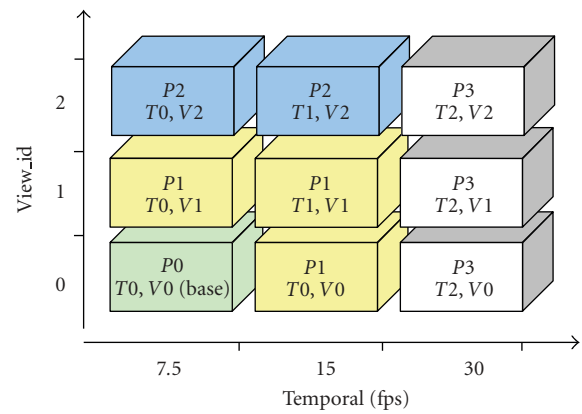 View_id
2
1
0
P2
T0, V2
P2
T1, V2
P3
T2, V2
P1
T0, V1
P1
T1, V1
P3
T2, V1
P0
T0, V0 (base)
P1
T0, V0
P3
T2, V0
7.5
15
30
Temporal (fps)